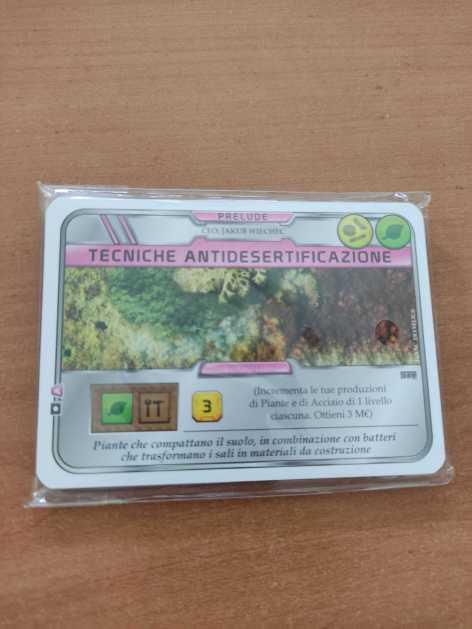 PRELUDE
CEO: JAKUB WIECHEC
TECNICHE ANTIDESERTIFICAZIONE
3
(Incrementa le tue produzioni
di Piante e di Acciaio di 1 livello
ciascuna. Ottieni 3 M€)
Piante che compattano il suolo, in combinazione con batteri
che trasformano i sali in materiali da costruzione